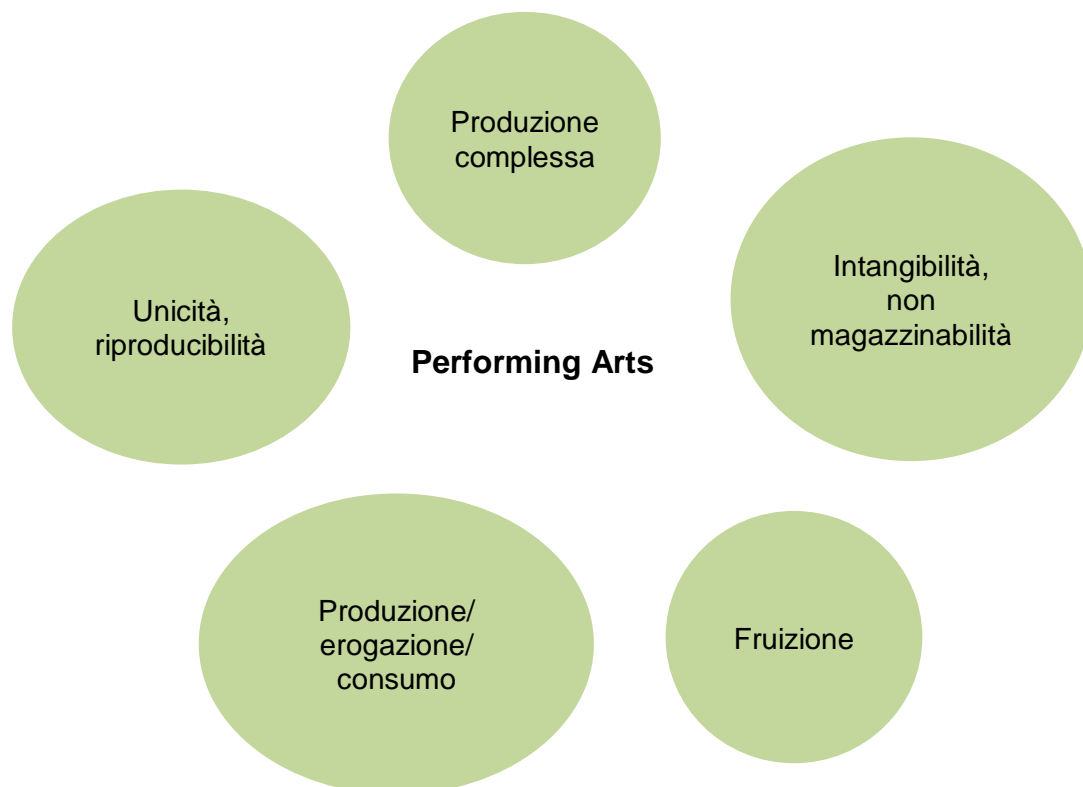 Produzione
complessa
Intangibilità,
non
magazzinabilità
Unicità,
riproducibilità
Performing Arts
Produzione/
erogazione/
consumo
Fruizione